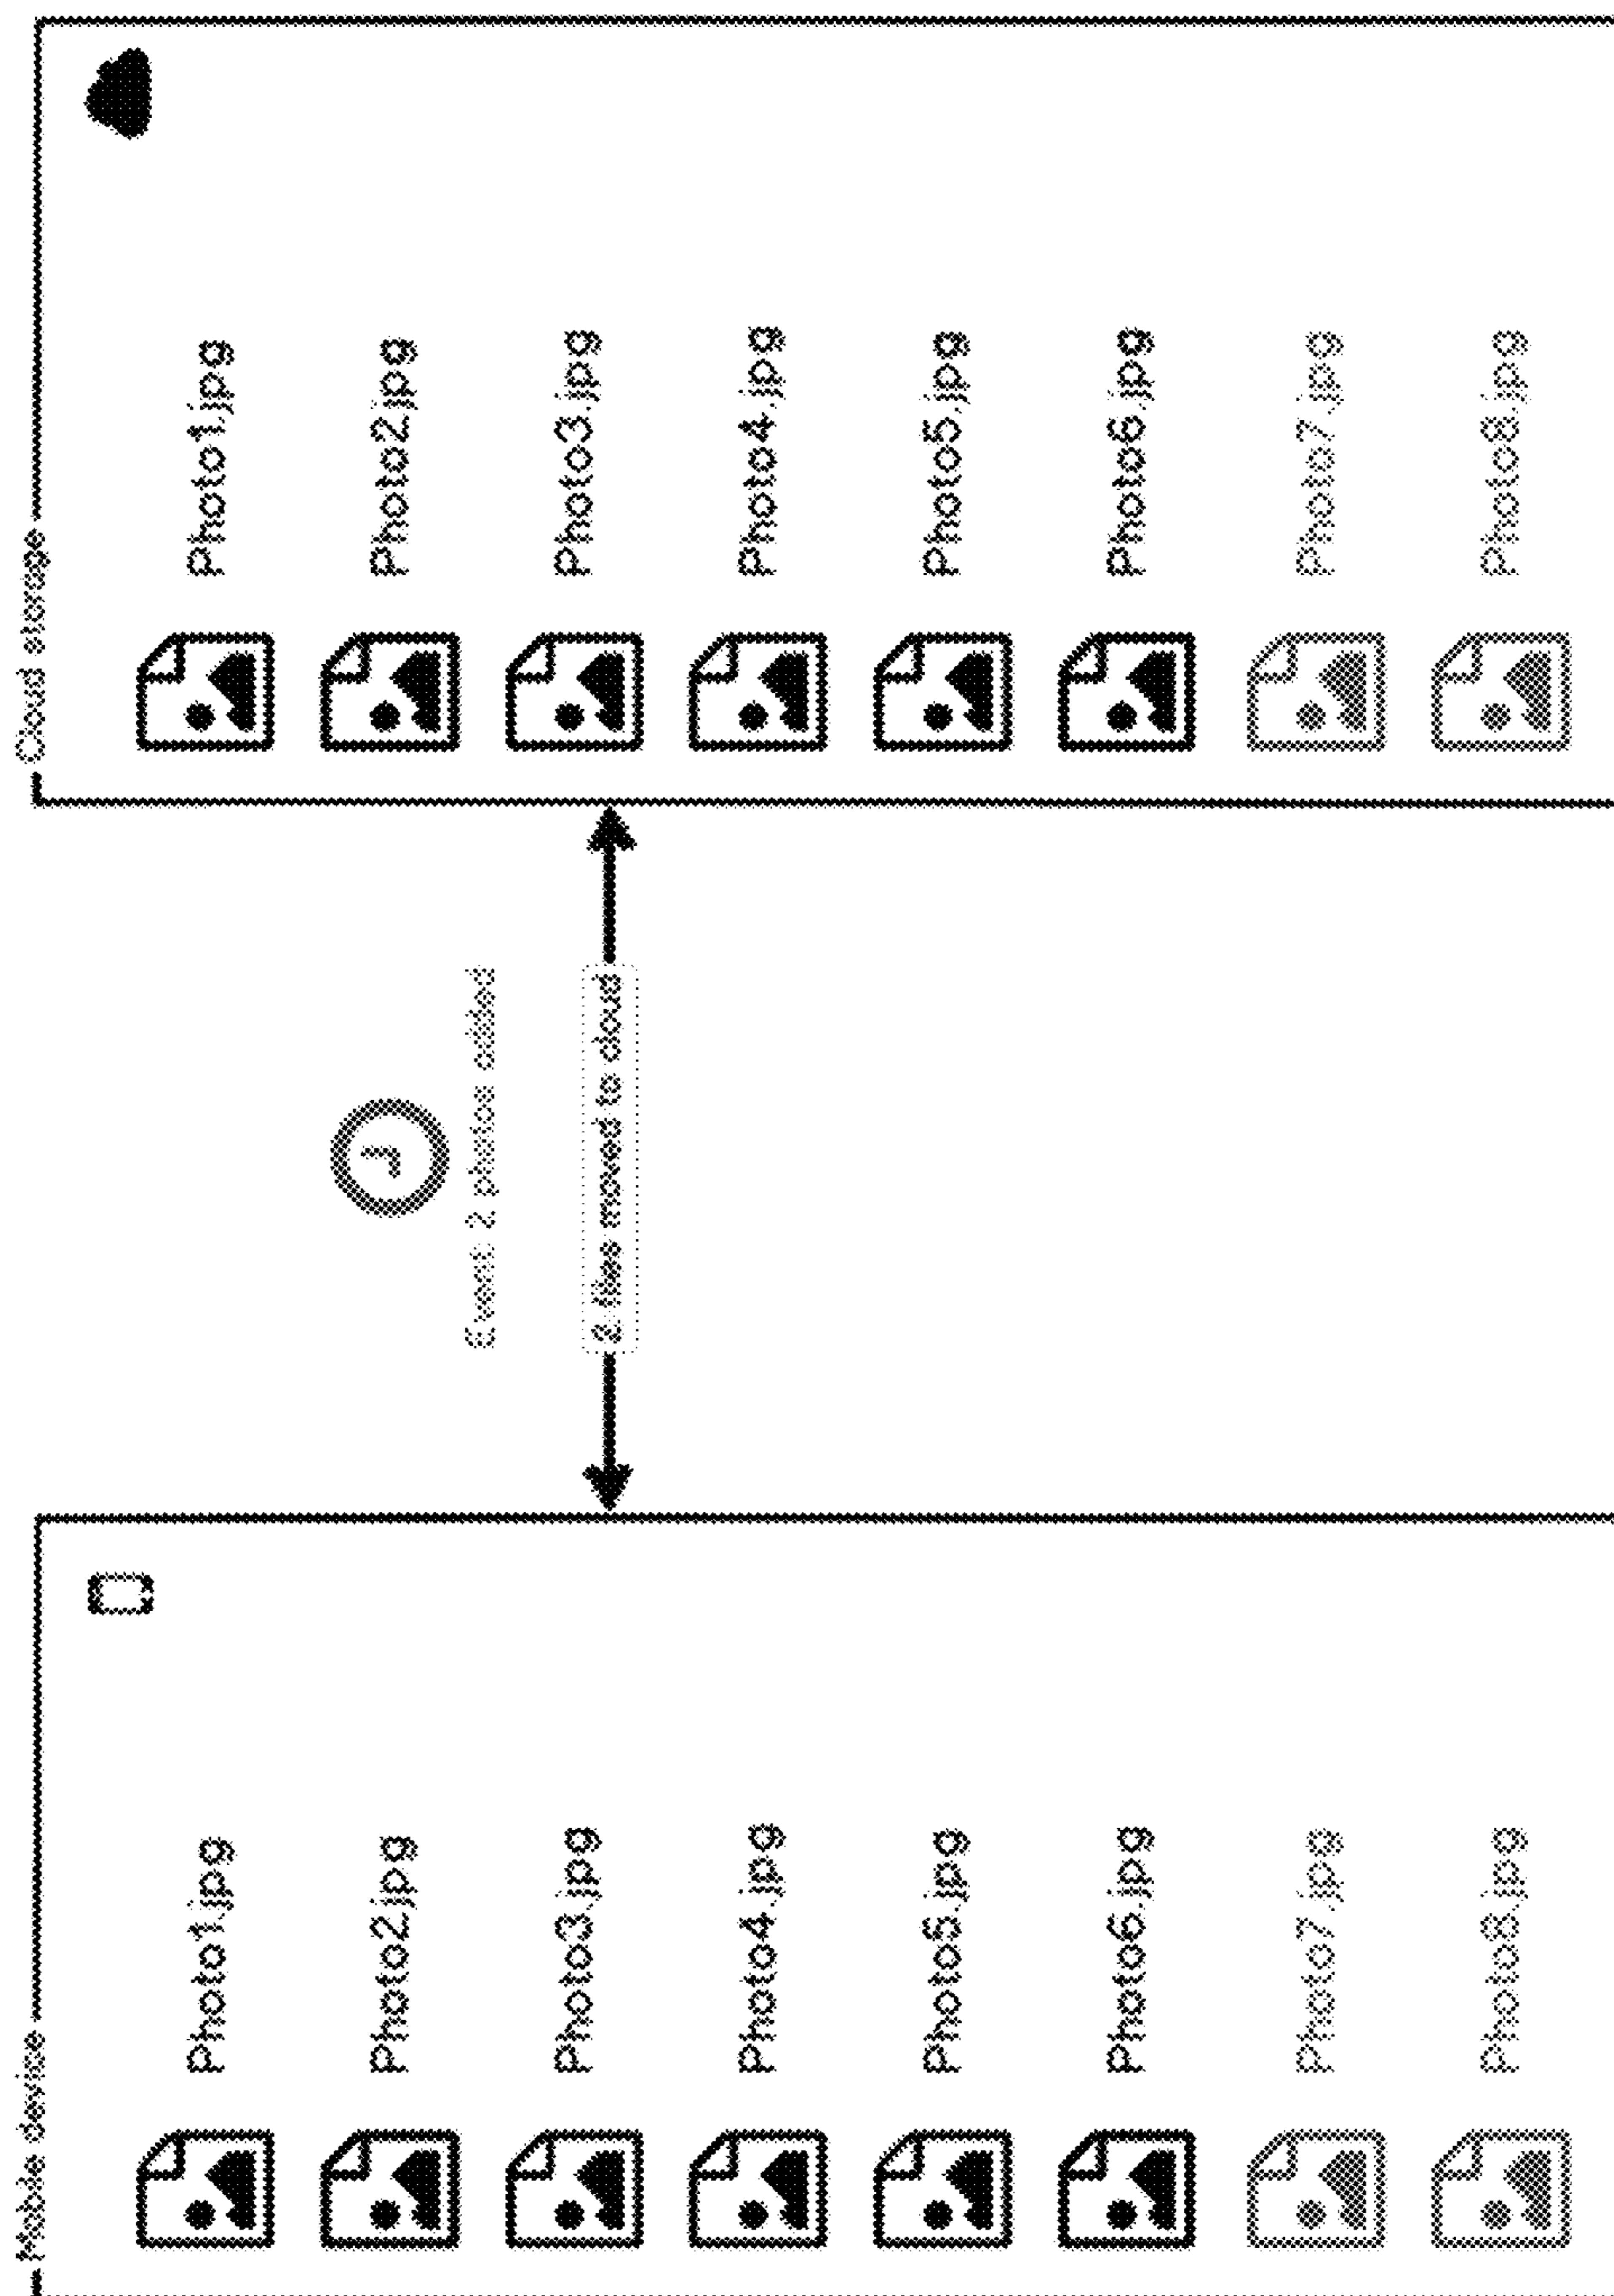 Mobile device
Photo1.jpg
Photo2.jpg
Photo3.jpg
Photo4.jpg
Photo5.jpg
Photo6.jpg
Photo7.jpg
Photo8.jpg
Event: 2 photos added
2 files moved to cloud
Cloud storage
Photo1.jpg
Photo2.jpg
Photo3.jpg
Photo4.jpg
Photo5.jpg
Photo6.jpg
Photo7.jpg
Photo8.jpg